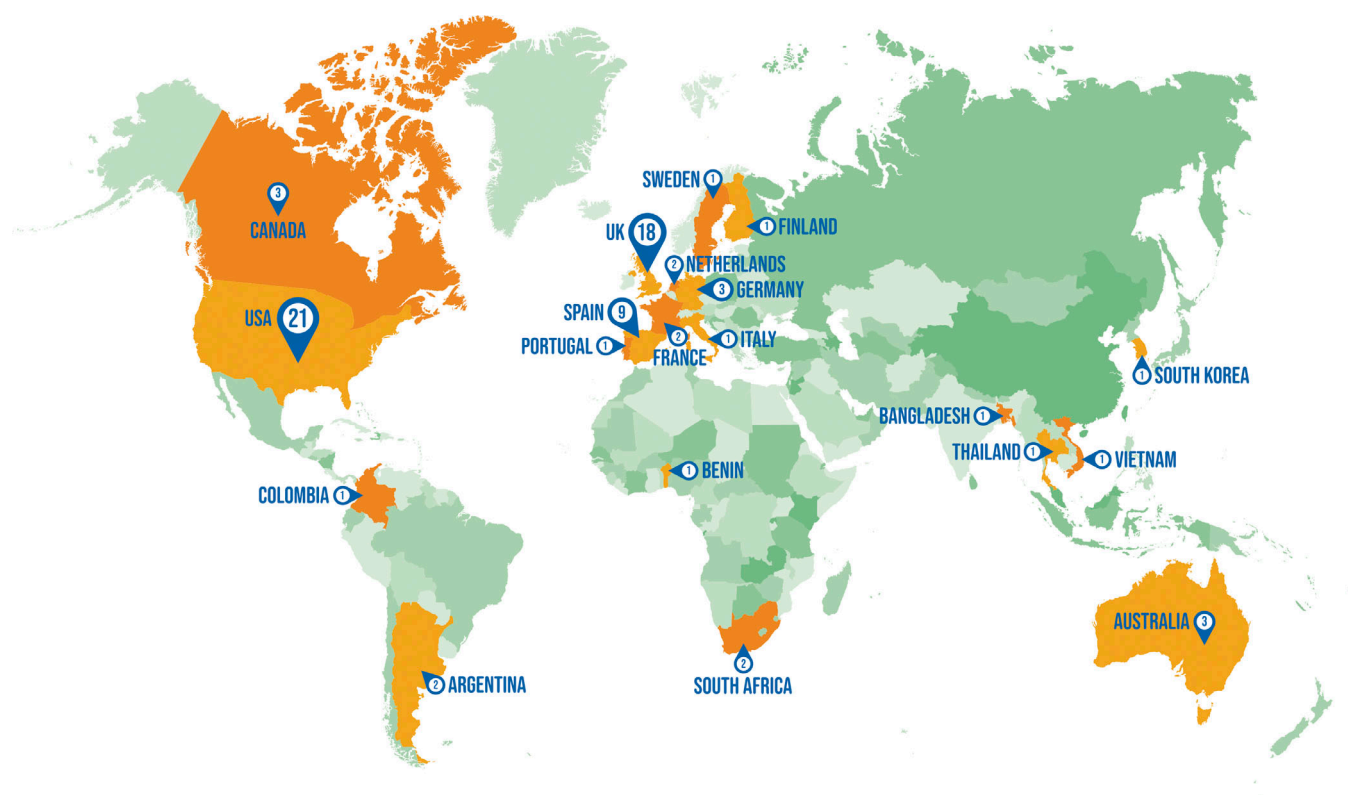 3
CANADA
USA 21
COLOMBIA 1
2 ARGENTINA
SWEDEN 1
1 FINLAND
UK 18
2 NETHERLANDS
3 GERMANY
SPAIN 9
PORTUGAL 1
2
FRANCE
1 ITALY
1 BENIN
2
SOUTH AFRICA
1 SOUTH KOREA
BANGLADESH 1
THAILAND 1
1 VIETNAM
AUSTRALIA 3